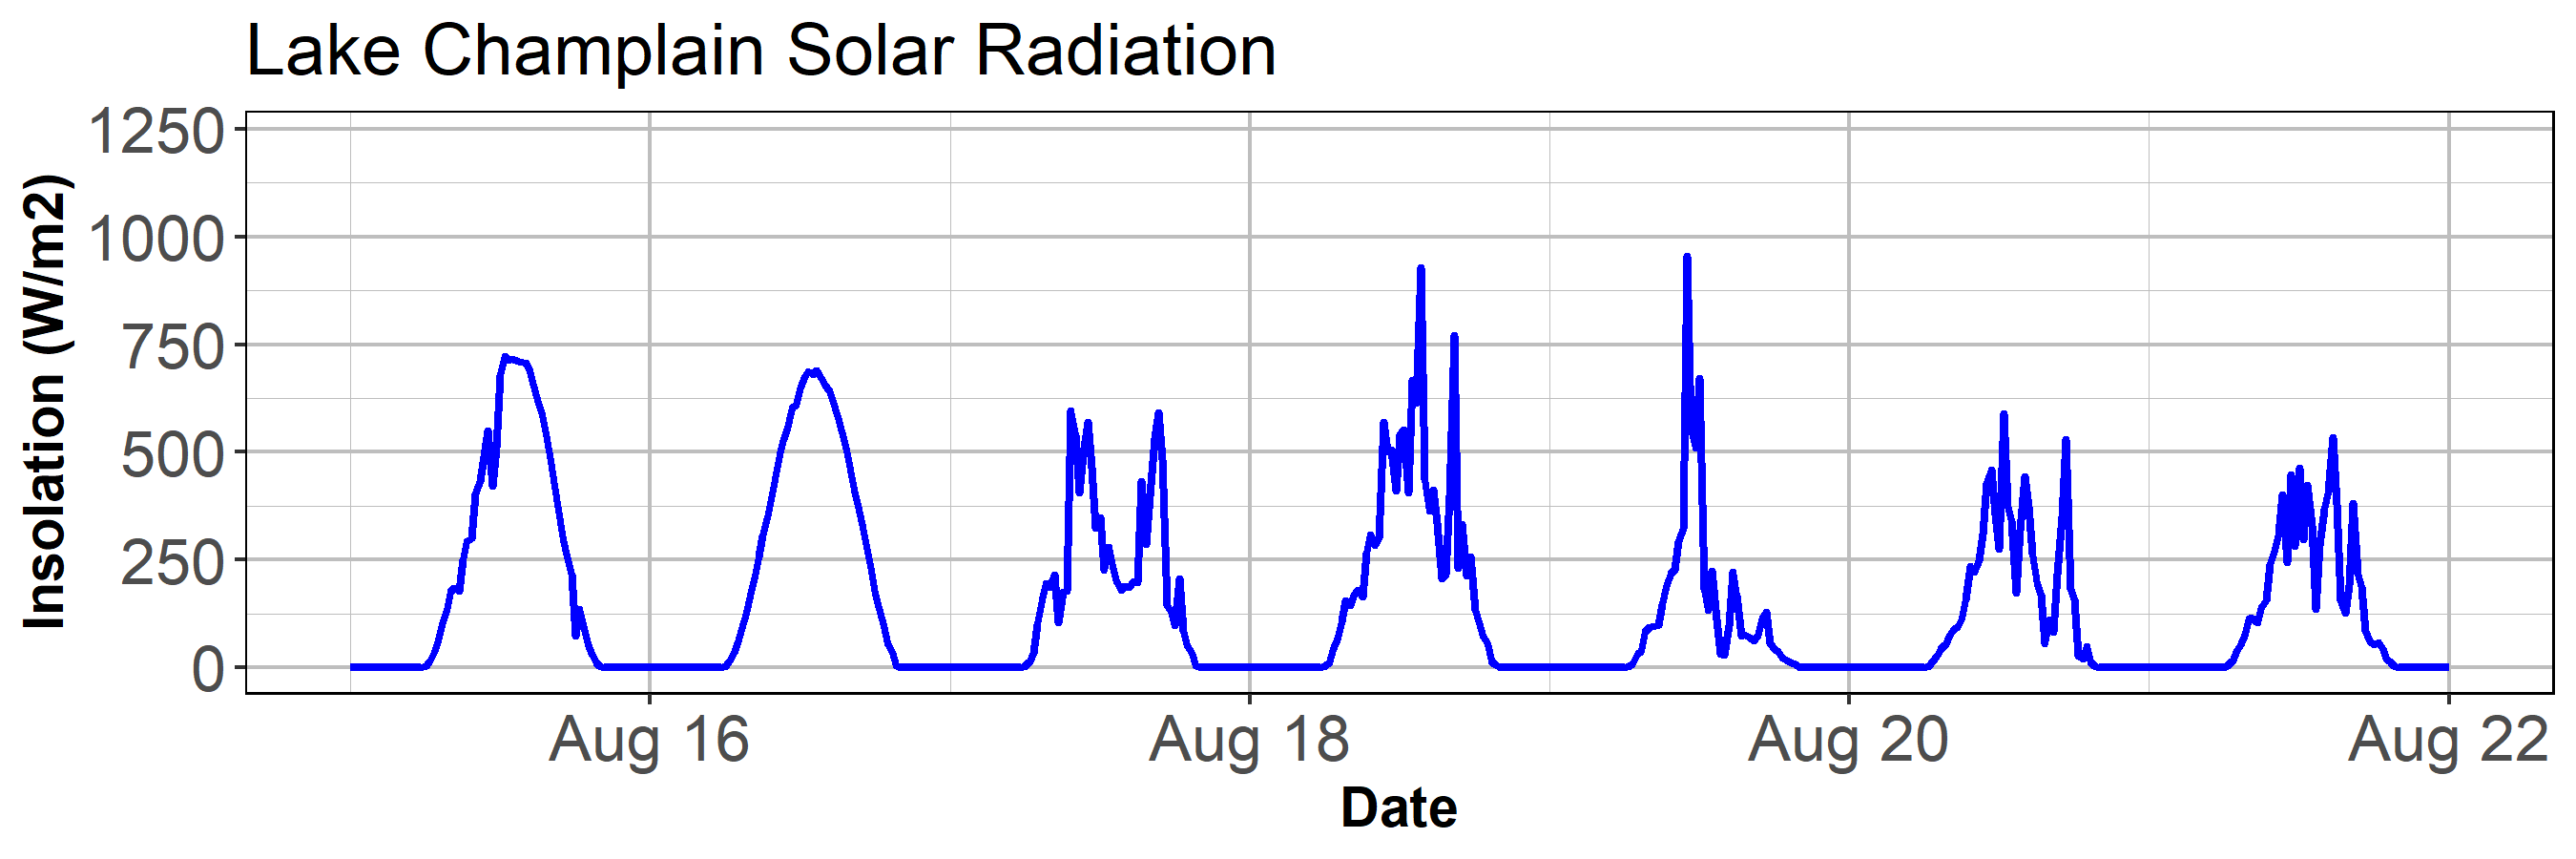 Lake Champlain Solar Radiation
1250
1000
750
500
250
0
Insolation (W/m2)
Aug 16 Aug 18 Aug 20 Aug 22
Date